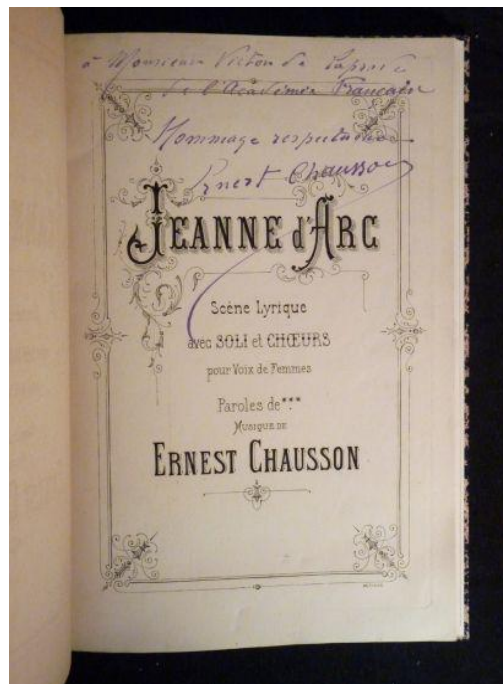 à Monsieur Victor de Laprade
de l'Académie Française
Hommage respectueux
Ernest Chausson
JEANNE d'ARC
Scène Lyrique
avec SOLI et CHŒURS
pour Voix de Femmes
Paroles de ***
MUSIQUE DE
ERNEST CHAUSSON